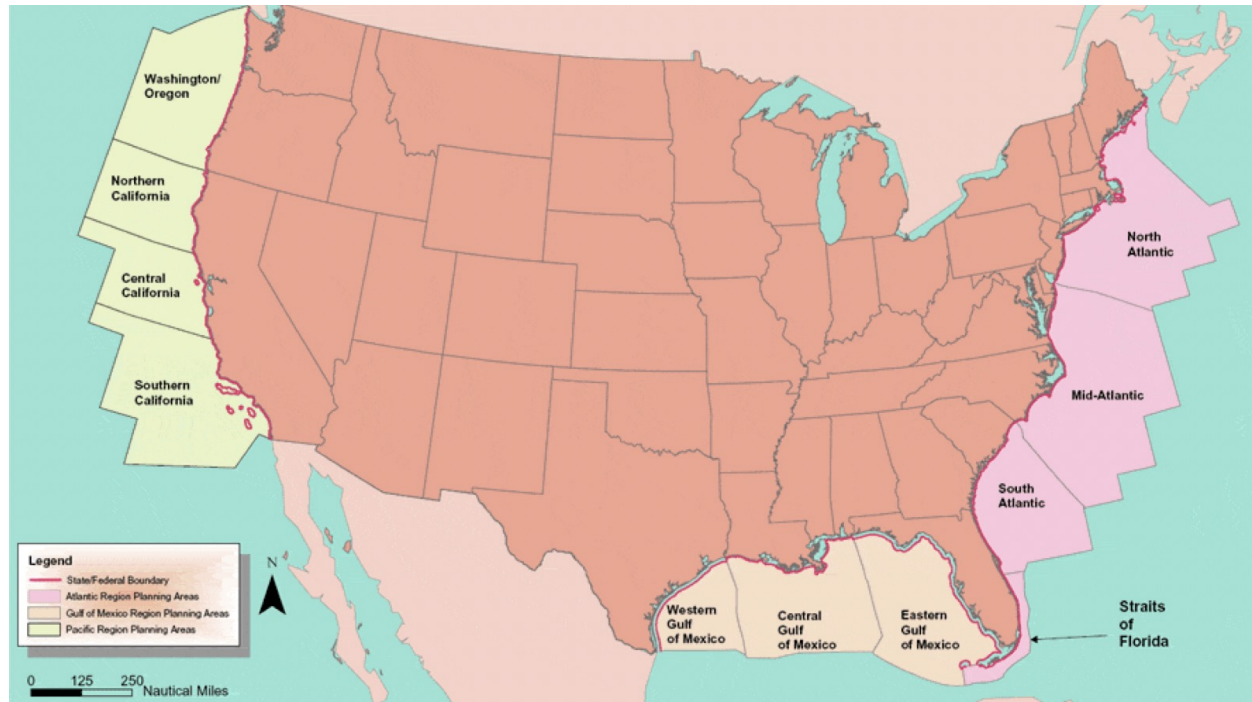 Washington/
Oregon
Northern
California
Central
California
Southern
California
North
Atlantic
Mid-Atlantic
South
Atlantic
Straits
of
Florida
Western
Gulf
of Mexico
Central
Gulf
of Mexico
Eastern
Gulf
of Mexico
Legend
State/Federal Boundary
Atlantic Region Planning Areas
Gulf of Mexico Region Planning Areas
Pacific Region Planning Areas
N
0 125 250
Nautical Miles